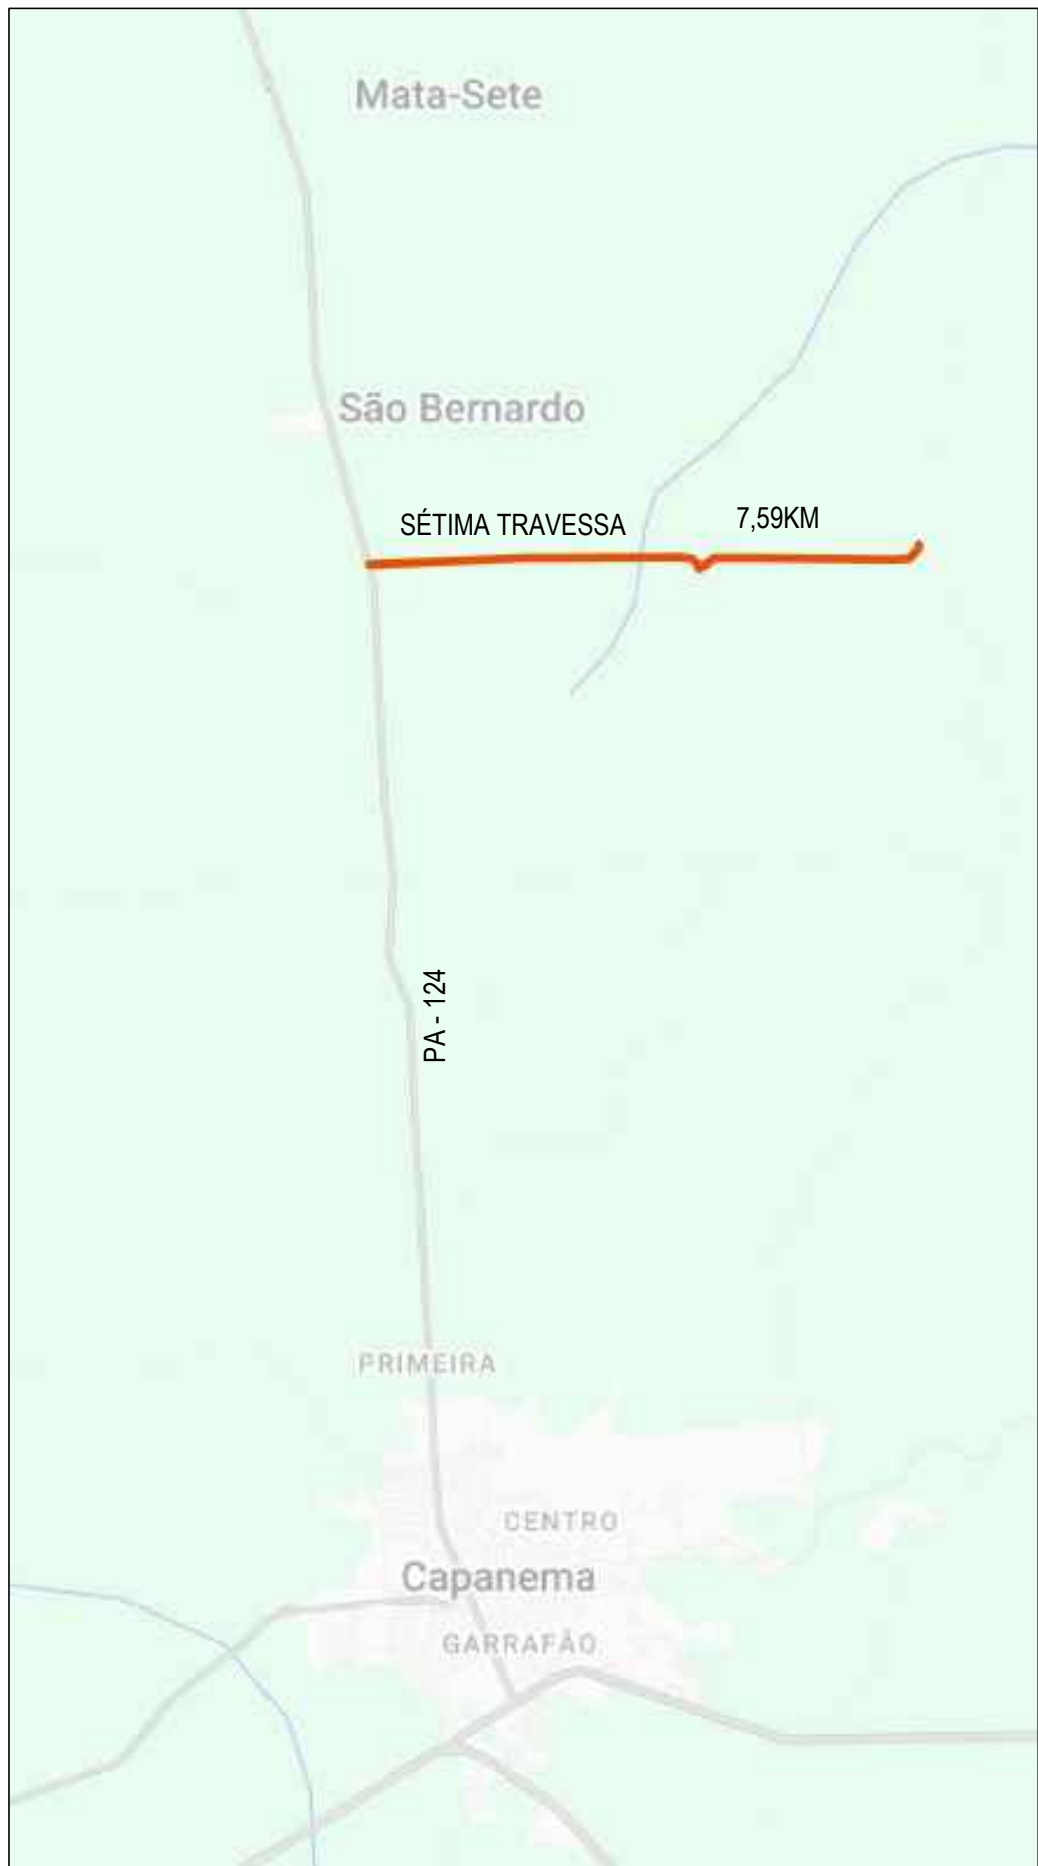 Mata-Sete
São Bernardo
SÉTIMA TRAVESSA
7,59KM
PA - 124
PRIMEIRA
CENTRO
Capanema
GARRAFÃO